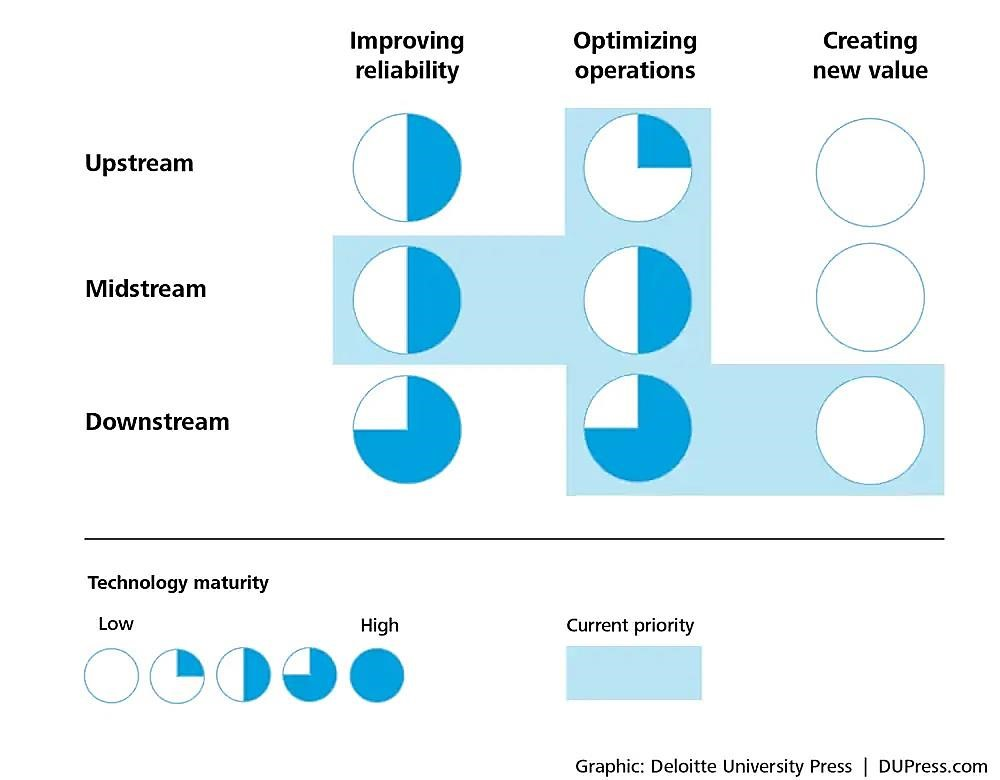 Improving
reliability
Optimizing
operations
Creating
new value
Upstream
Midstream
Downstream
Technology maturity
Low
High
Current priority
Graphic: Deloitte University Press | DUPress.com